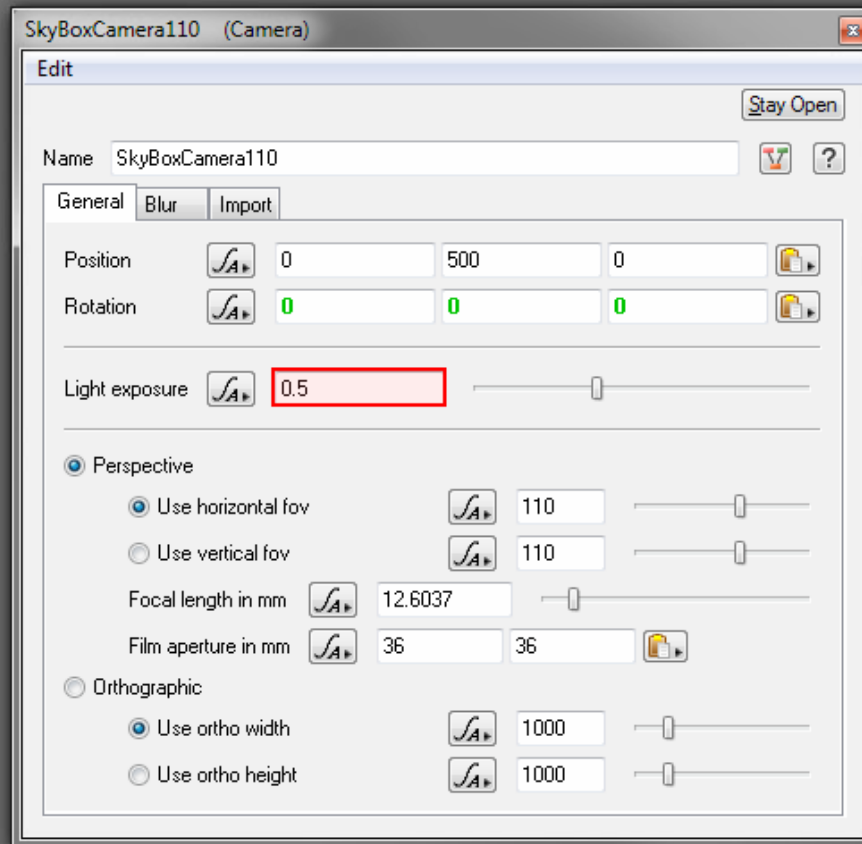 SkyBoxCamera110 (Camera)
Edit
Stay Open
Name SkyBoxCamera110 ?
General Blur Import
Position 0 500 0
Rotation 0 0 0
Light exposure 0.5
Perspective
Use horizontal fov 110
Use vertical fov 110
Focal length in mm 12.6037
Film aperture in mm 36 36
Orthographic
Use ortho width 1000
Use ortho height 1000